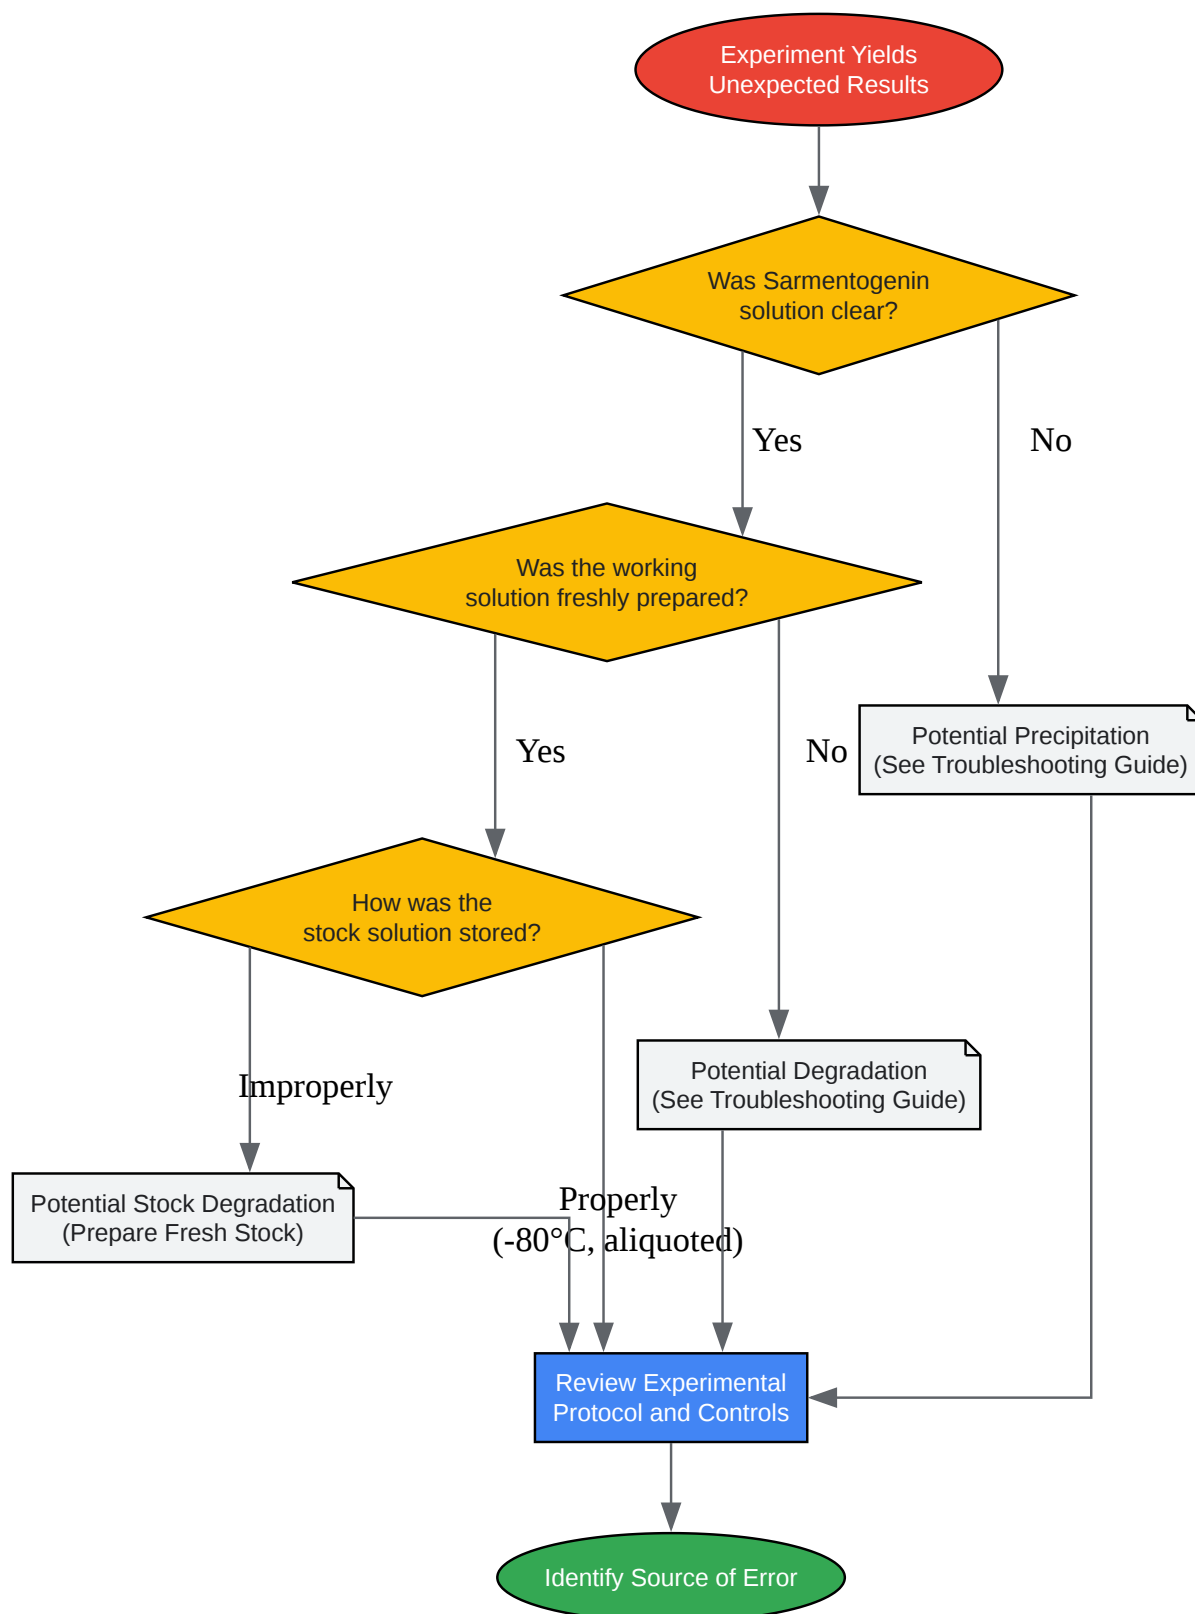 Experiment Yields
Unexpected Results
Was Sarmentogenin
solution clear?
Yes
No
Was the working
solution freshly prepared?
Yes
No
Potential Precipitation
(See Troubleshooting Guide)
How was the
stock solution stored?
Improperly
Potential Degradation
(See Troubleshooting Guide)
Potential Stock Degradation
(Prepare Fresh Stock)
Properly
(-80°C, aliquoted)
Review Experimental
Protocol and Controls
Identify Source of Error